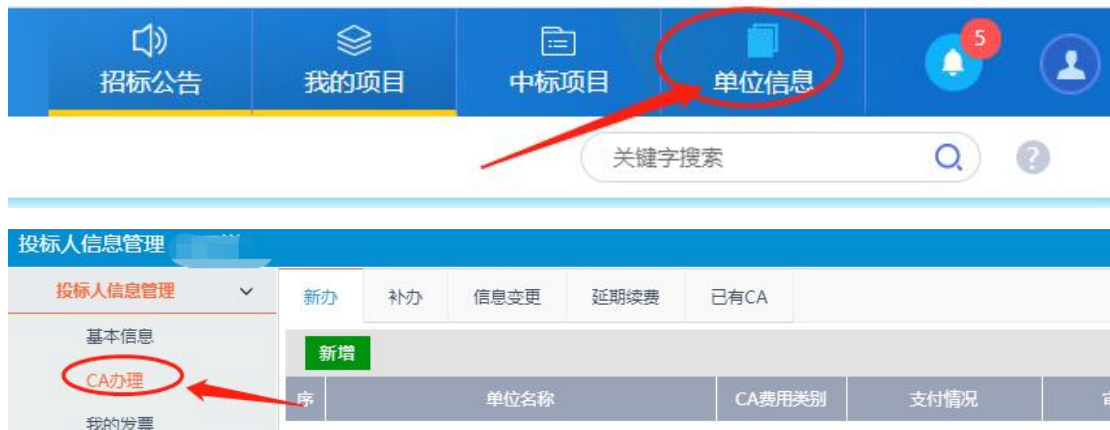 5
招标公告 我的项目 中标项目 单位信息
关键字搜索 ?
投标人信息管理
投标人信息管理 新办 补办 信息变更 延期续费 已有CA
基本信息 新增
CA办理
序 单位名称 CA费用类别 支付情况
我的发票